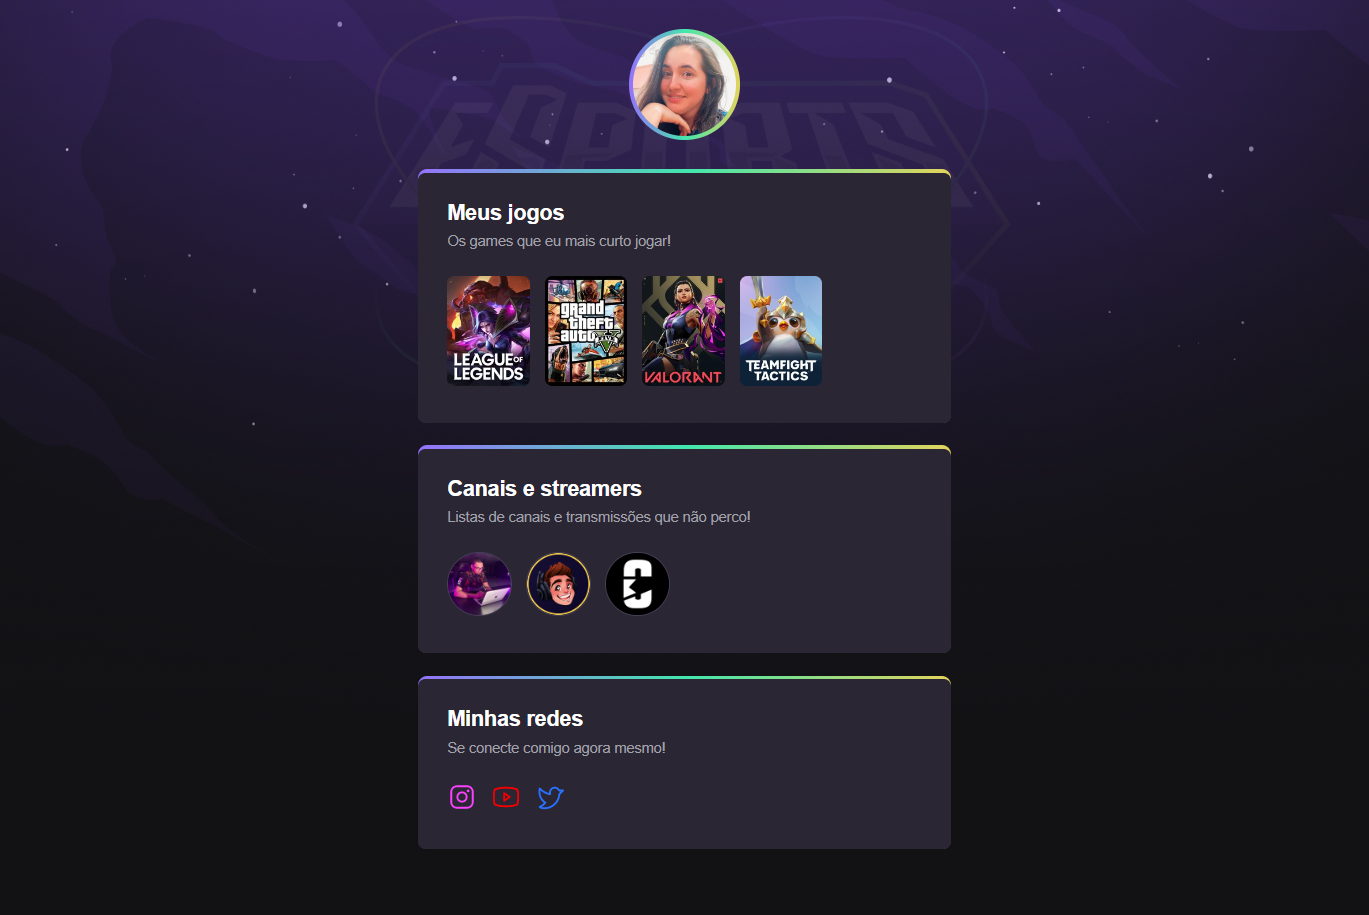 ESPORTS
Meus jogos
Os games que eu mais curto jogar!
LEAGUE OF
LEGENDS
grand
theft
auto V
FIVE
VALORANT
TEAMFIGHT
TACTICS
Canais e streamers
Listas de canais e transmissões que não perco!
Minhas redes
Se conecte comigo agora mesmo!